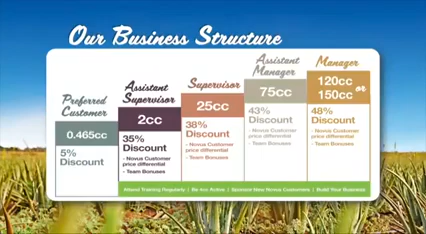 Our Business Structure
Preferred
Customer
0.465cc
5%
Discount
Assistant
Supervisor
2cc
35%
Discount
- Novus Customer
price differential
- Team Bonuses
Supervisor
25cc
38%
Discount
- Novus Customer
price differential
- Team Bonuses
Assistant
Manager
75cc
43%
Discount
- Novus Customer
price differential
- Team Bonuses
Manager
120cc or
150cc
48%
Discount
- Novus Customer
price differential
- Team Bonuses
Attend Training Regularly | Be 4cc Active | Sponsor New Novus Customers | Build Your Business